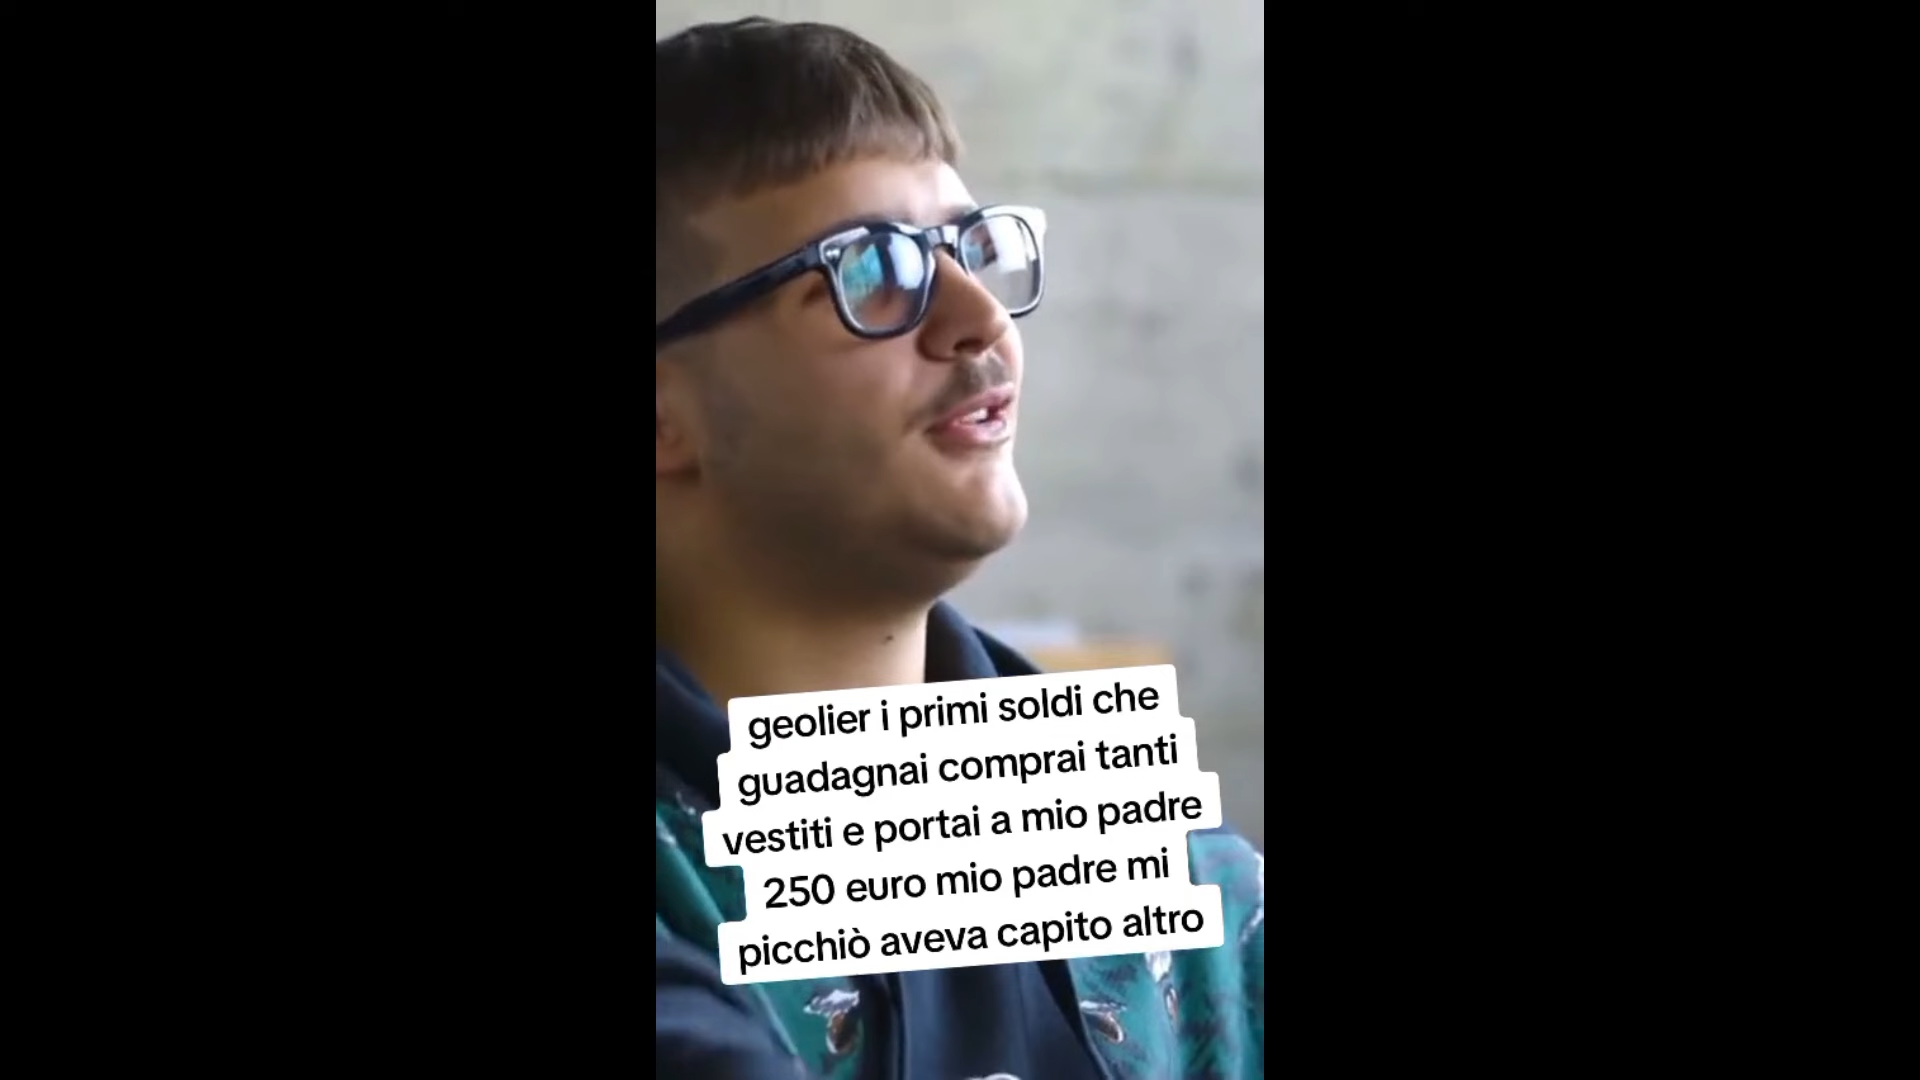 geolier i primi soldi che
guadagnai comprai tanti
vestiti e portai a mio padre
250 euro mio padre mi
picchiò aveva capito altro